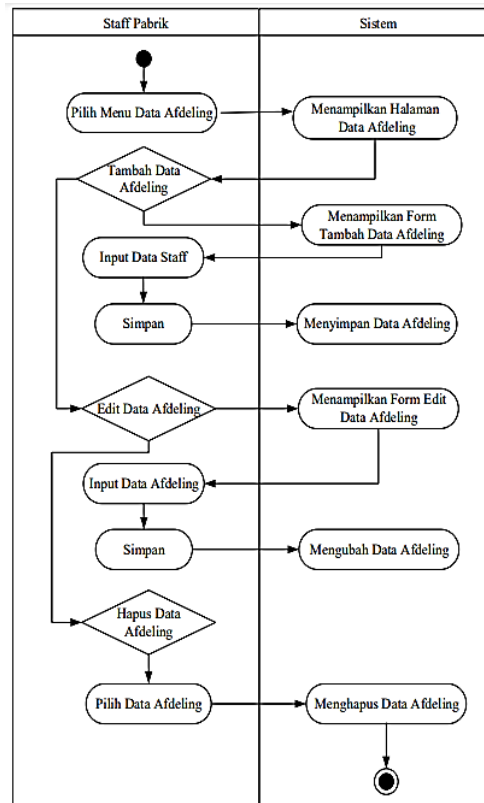 Staff Pabrik
Sistem
Pilih Menu Data Afdeling
Menampilkan Halaman
Data Afdeling
Tambah Data
Afdeling
Menampilkan Form
Tambah Data Afdeling
Input Data Staff
Simpan
Menyimpan Data Afdeling
Edit Data Afdeling
Menampilkan Form Edit
Data Afdeling
Input Data Afdeling
Simpan
Mengubah Data Afdeling
Hapus Data
Afdeling
Pilih Data Afdeling
Menghapus Data Afdeling